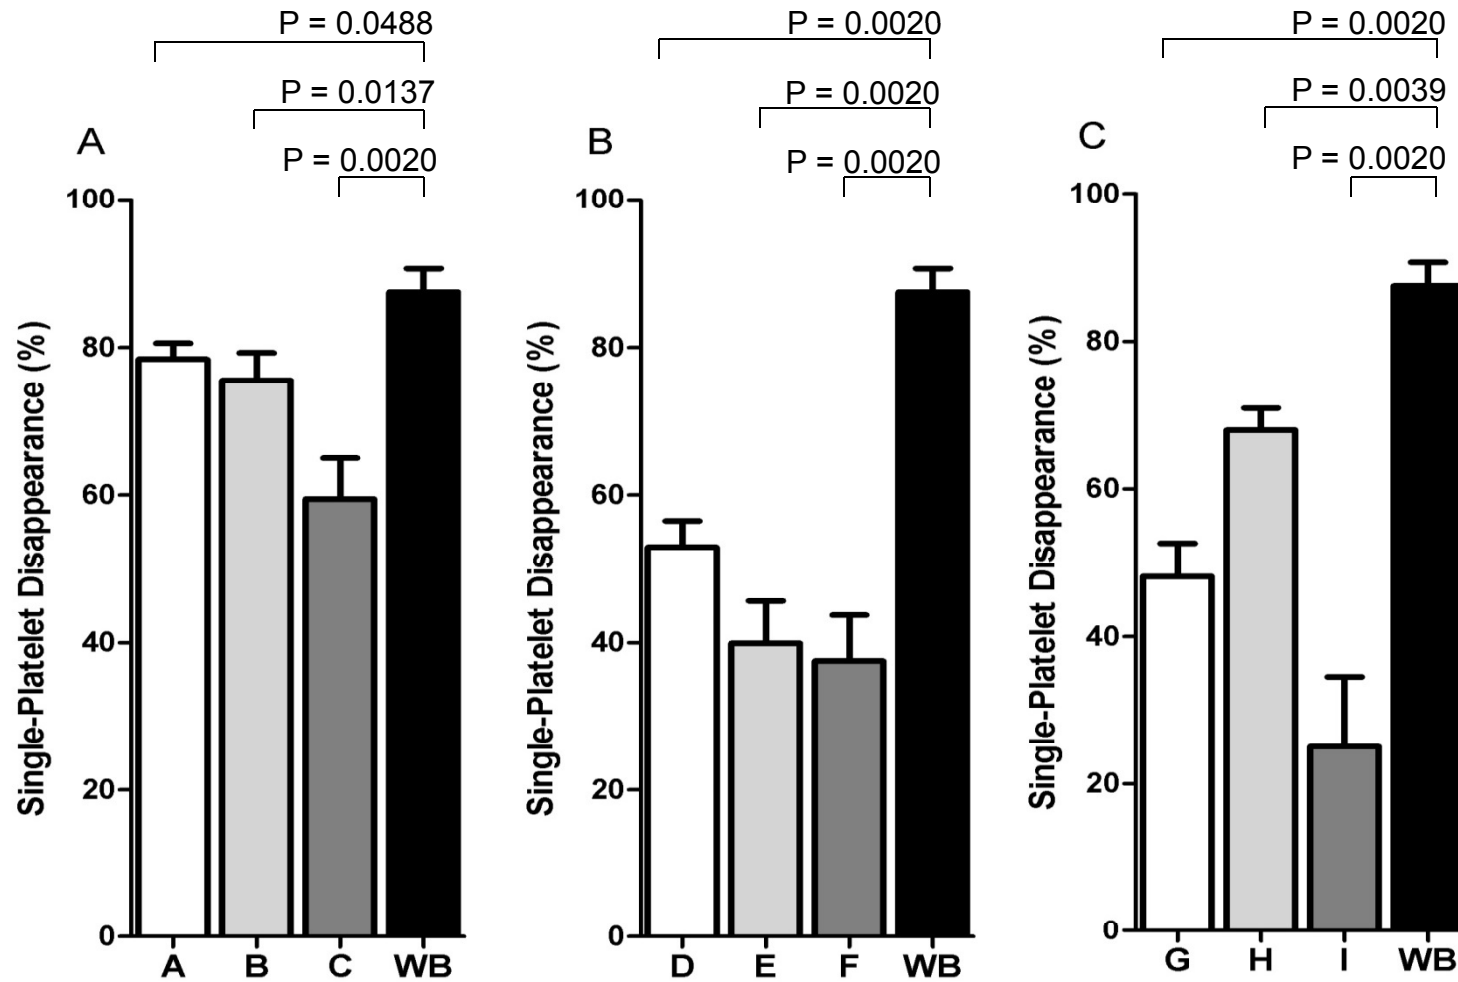 P = 0.0488
P = 0.0137
P = 0.0020
A
Single-Platelet Disappearance (%)
100
80
60
40
20
0
A B C WB
P = 0.0020
P = 0.0020
P = 0.0020
B
Single-Platelet Disappearance (%)
100
80
60
40
20
0
D E F WB
P = 0.0020
P = 0.0039
P = 0.0020
C
Single-Platelet Disappearance (%)
100
80
60
40
20
0
G H I WB